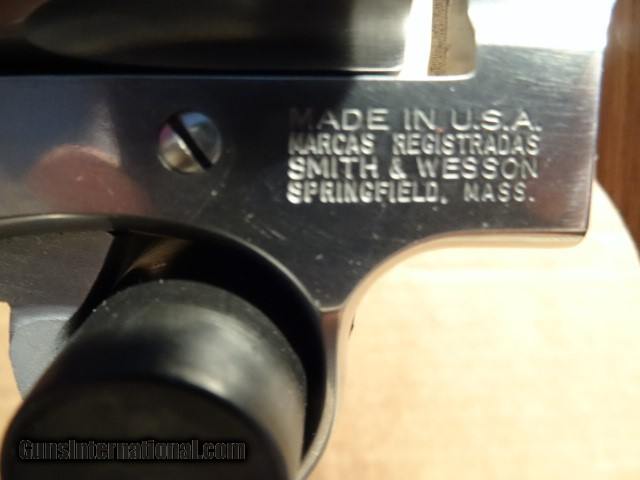 MADE IN U.S.A.
MARCAS REGISTRADAS
SMITH & WESSON
SPRINGFIELD, MASS.
GunsInternational.com